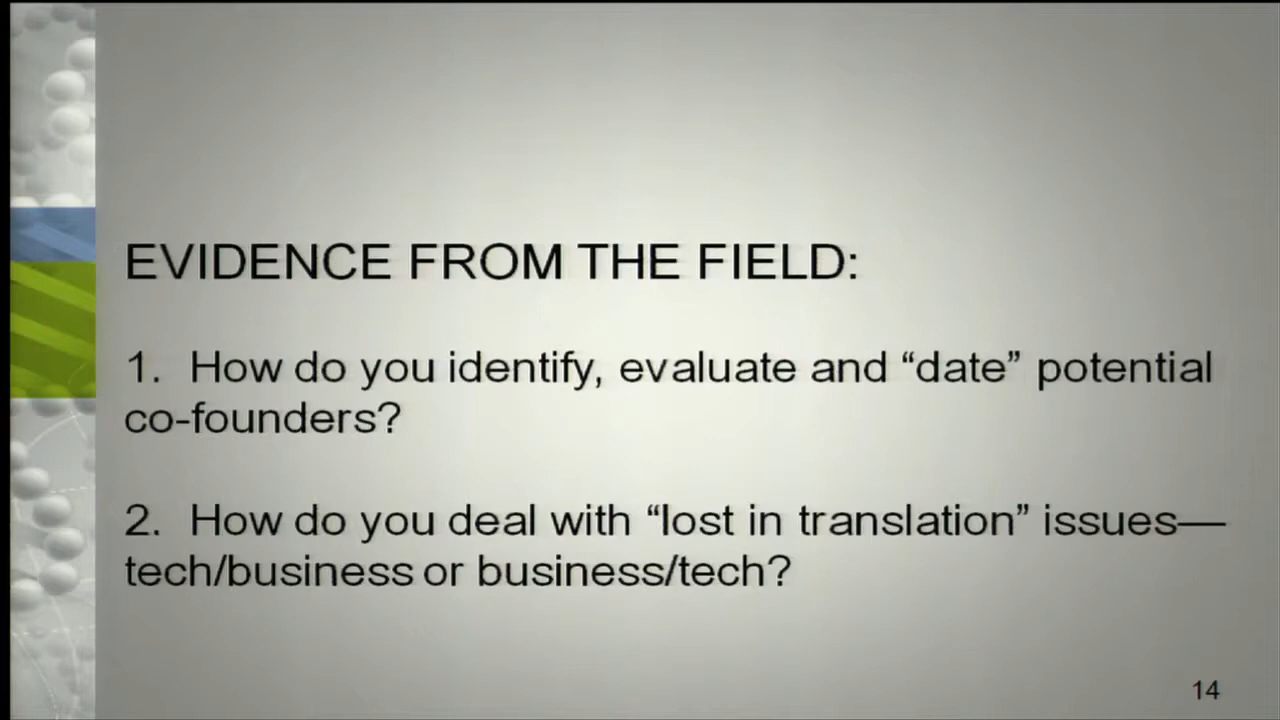 EVIDENCE FROM THE FIELD:
1. How do you identify, evaluate and “date” potential
co-founders?
2. How do you deal with “lost in translation” issues—
tech/business or business/tech?
14